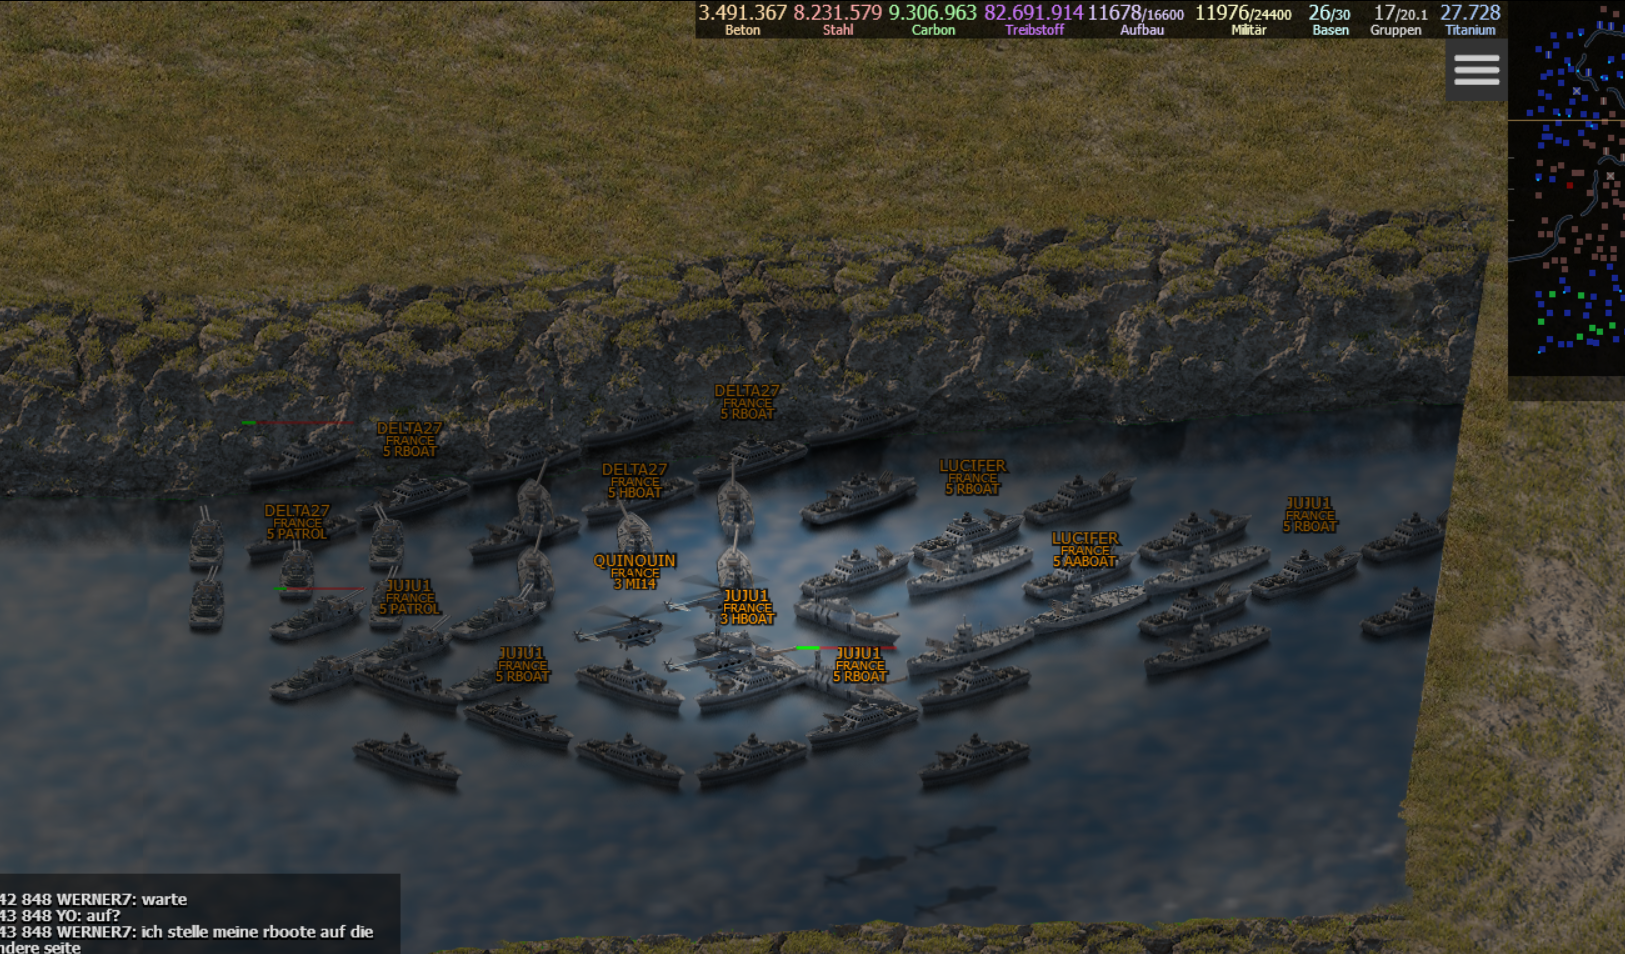 3.491.367 8.231.579 9.306.963 82.691.914 11678/16600 11976/24400 26/30 17/20.1 27.728
Beton Stahl Carbon Treibstoff Aufbau Militär Basen Gruppen Titanium
DELTA27
FRANCE
5 RBOAT
DELTA27
FRANCE
5 RBOAT
DELTA27
FRANCE
5 HBOAT
LUCIFER
FRANCE
5 RBOAT
DELTA27
FRANCE
5 PATROL
JUJU1
FRANCE
5 RBOAT
LUCIFER
FRANCE
5 AABOAT
QUINQUIN
FRANCE
3 MI14
JUJU1
FRANCE
5 PATROL
JUJU1
FRANCE
3 HBOAT
JUJU1
FRANCE
5 RBOAT
JUJU1
FRANCE
5 RBOAT
42 848 WERNER7: warte
43 848 YO: auf?
43 848 WERNER7: ich stelle meine rboote auf die
ndere seite